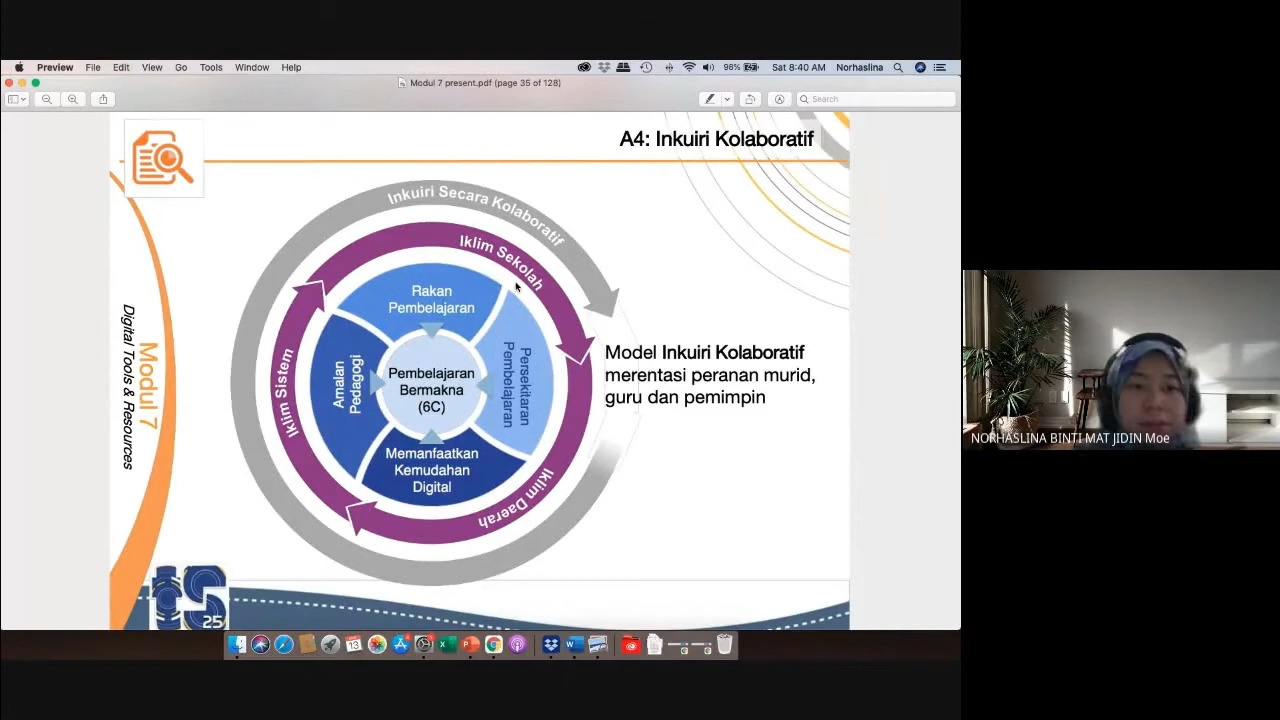 Preview File Edit View Go Tools Window Help
98% Sat 8:40 AM Norhaslina
Modul 7 present.pdf (page 35 of 128)
Search
A4: Inkuiri Kolaboratif
Inkuiri Secara Kolaboratif
Iklim Sekolah
Rakan
Pembelajaran
Persekitaran
Pembelajaran
Amalan
Pedagogi
Pembelajaran
Bermakna
(6C)
Memanfaatkan
Kemudahan
Digital
Iklim Sistem
Iklim Daerah
Model Inkuiri Kolaboratif
merentasi peranan murid,
guru dan pemimpin
Modul 7
Digital Tools & Resources
25
13
NORHASLINA BINTI MAT JIDIN Moe